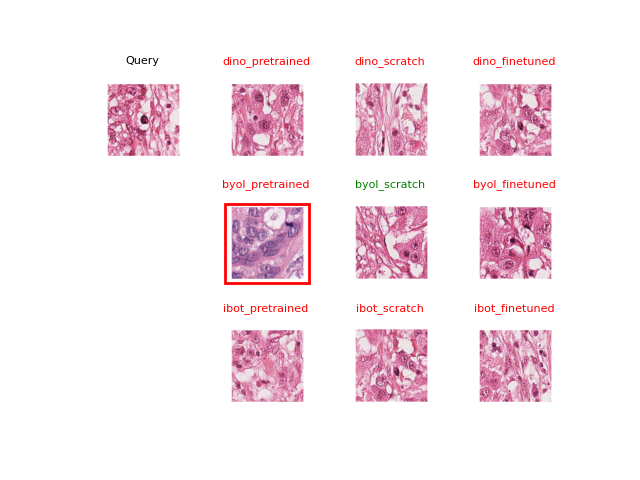 Query dino_pretrained dino_scratch dino_finetuned
byol_pretrained byol_scratch byol_finetuned
ibot_pretrained ibot_scratch ibot_finetuned